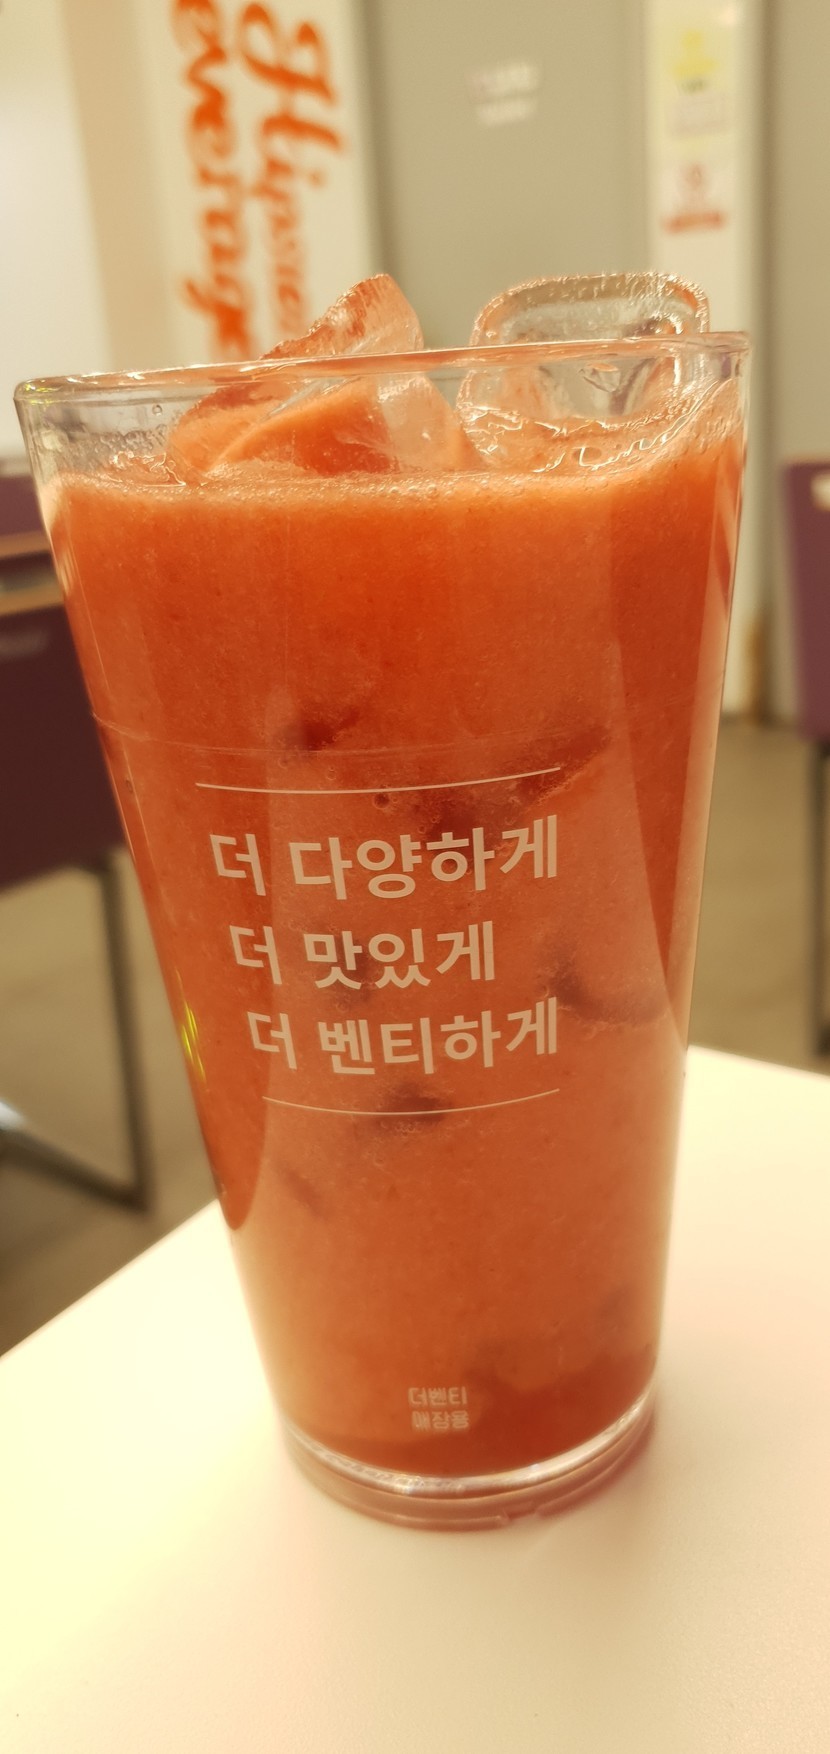 더 다양하게
더 맛있게
더 벤티하게
더벤티
매장용